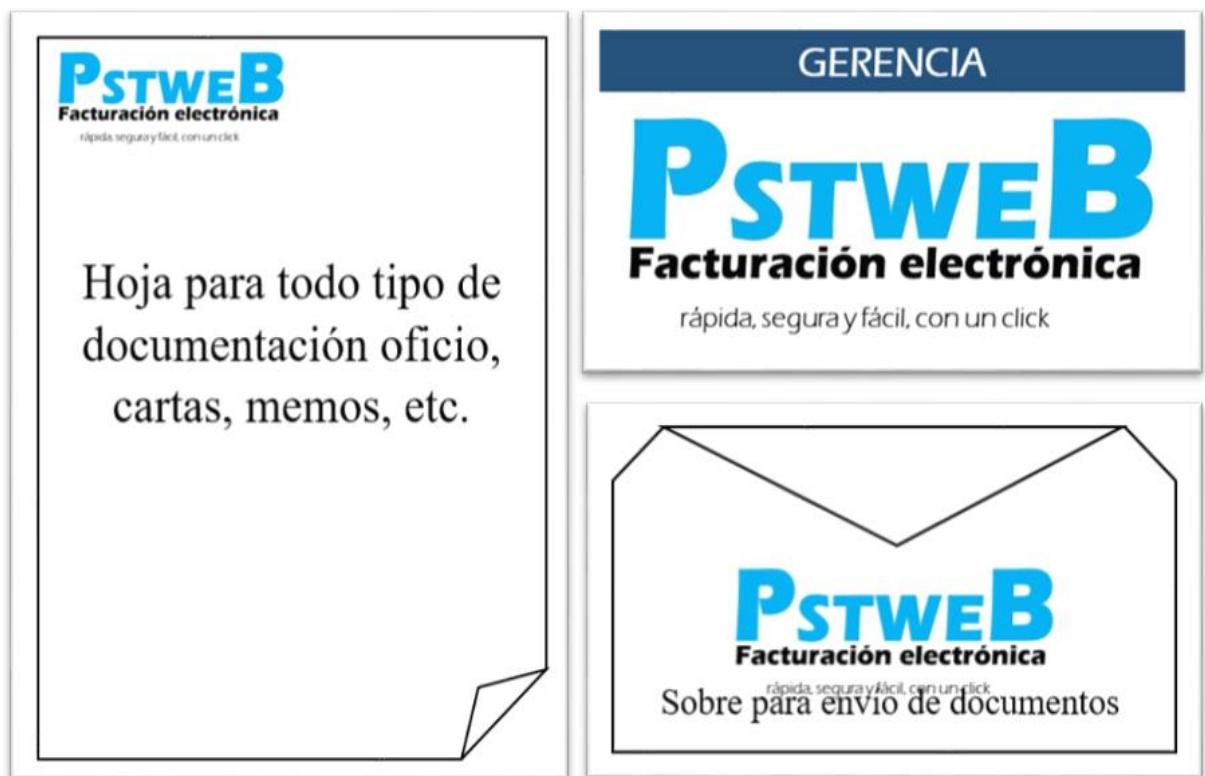 PSTWEB
Facturación electrónica
rápida, segura y fácil, con un click
Hoja para todo tipo de
documentación oficio,
cartas, memos, etc.
GERENCIA
PSTWEB
Facturación electrónica
rápida, segura y fácil, con un click
PSTWEB
Facturación electrónica
rápida, segura y fácil, con un click
Sobre para envío de documentos